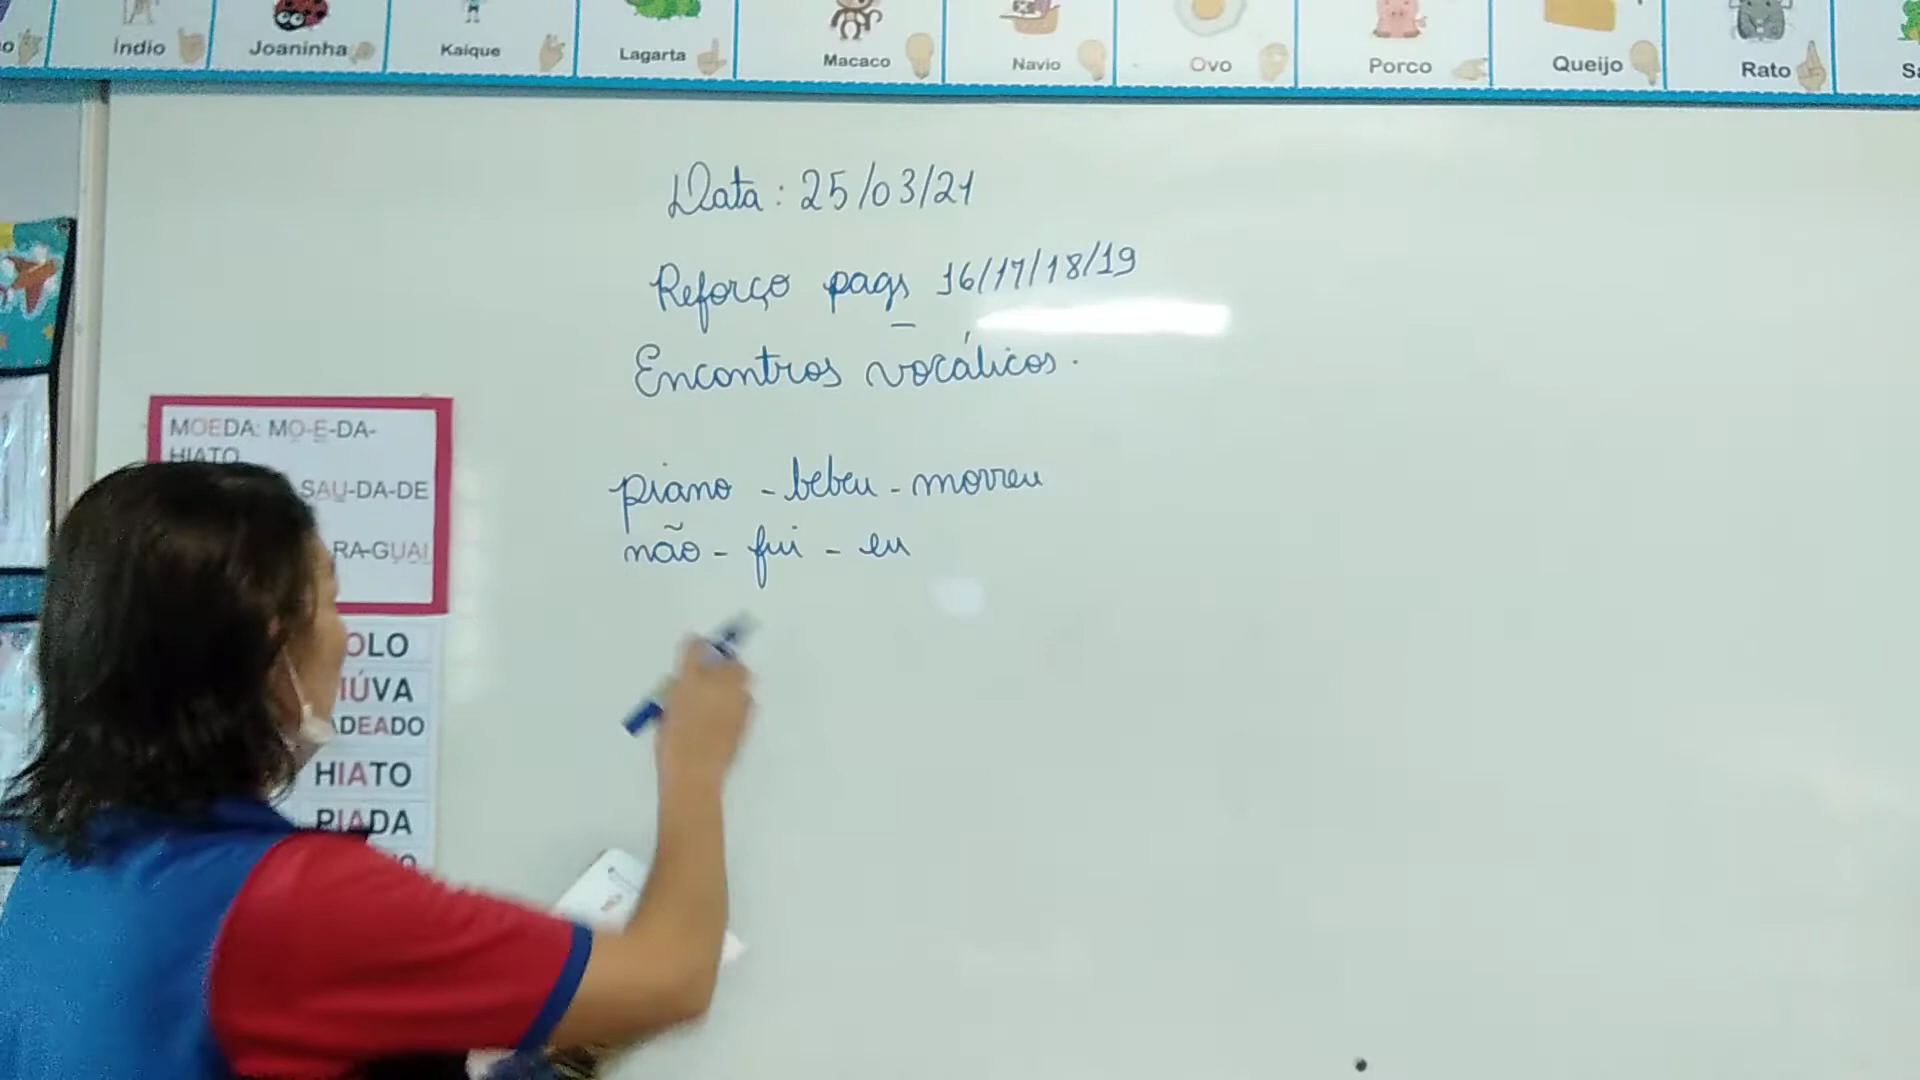 Índio Joaninha Kaique Lagarta Macaco Navio Ovo Porco Queijo Rato
Data: 25/03/21
Reforço pags 16/17/18/19
Encontros vocálicos.
piano - bebeu - morreu
não - fui - eu
MOEDA: MO-E-DA-
HIATO
SAU-DA-DE
RA-GUAI
OLO
IÚVA
DEADO
HIATO
PIADA